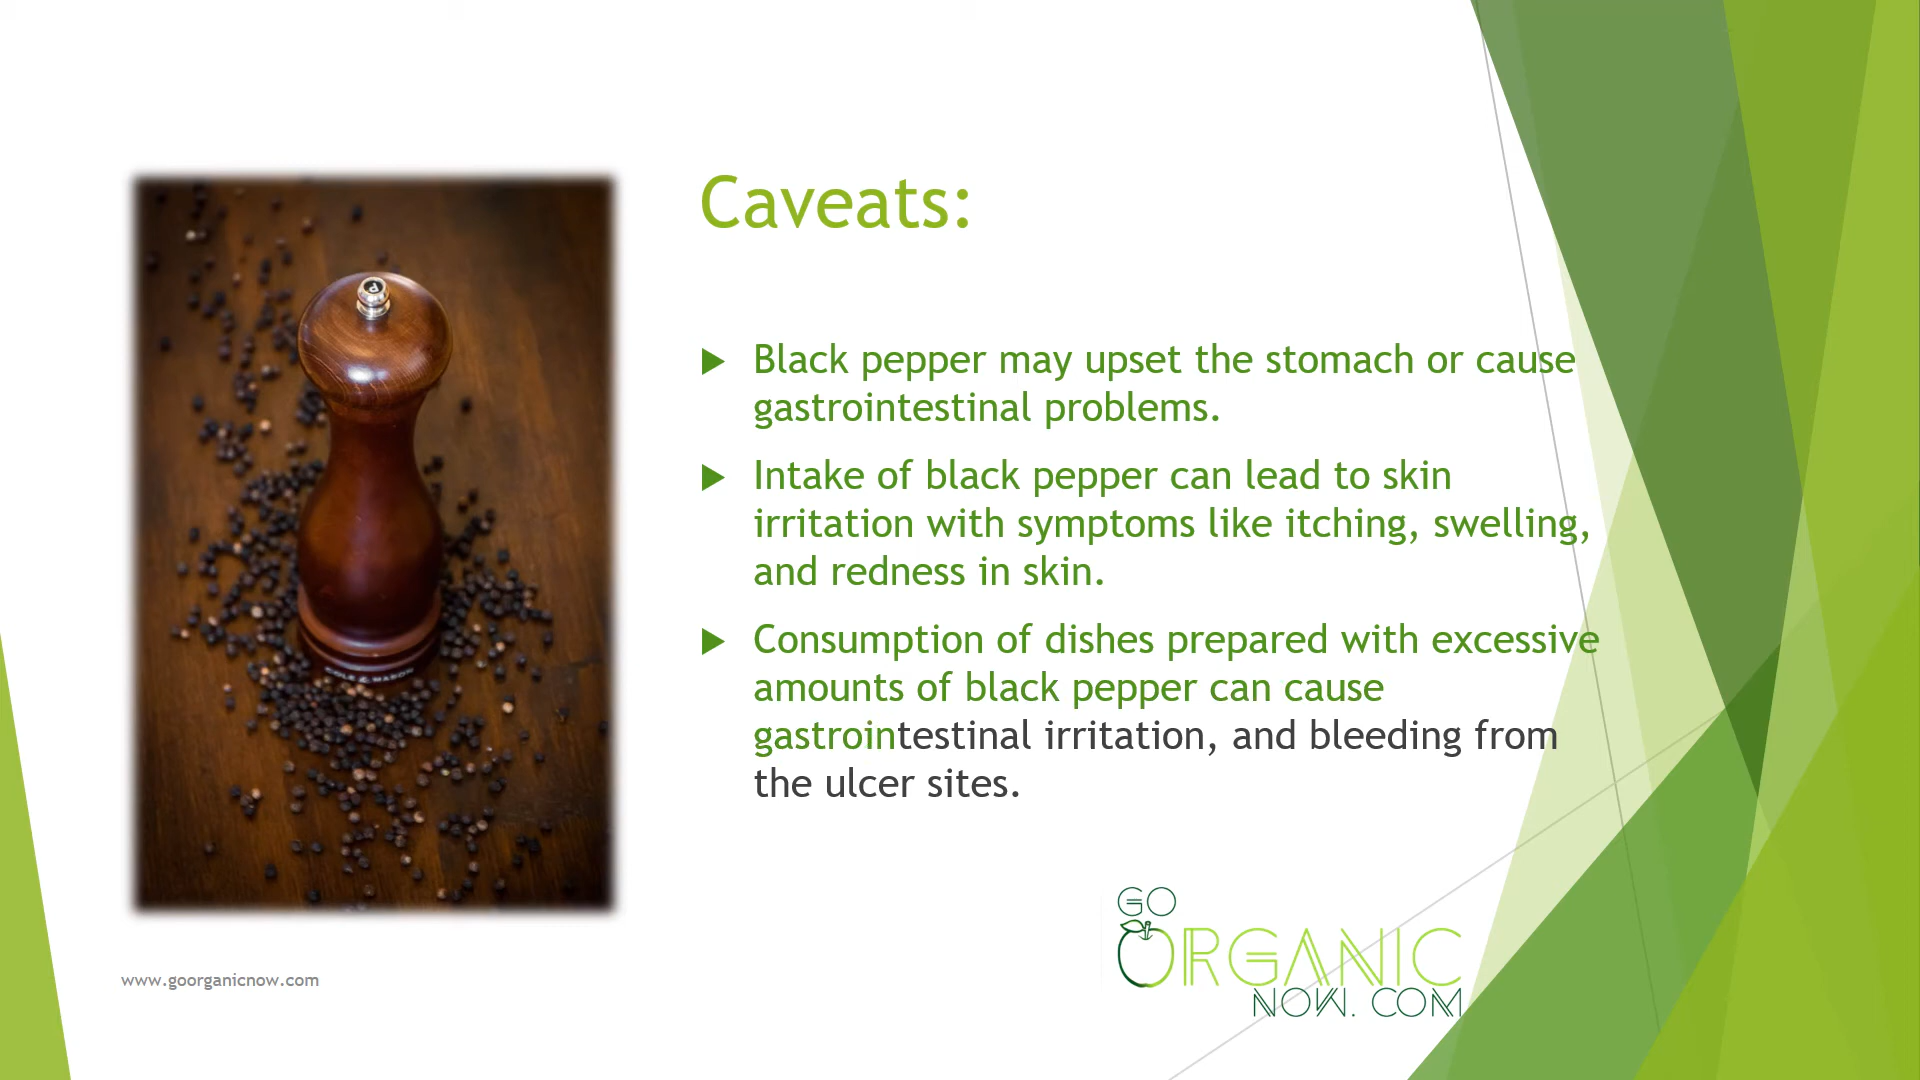 Caveats:
Black pepper may upset the stomach or cause
gastrointestinal problems.
Intake of black pepper can lead to skin
irritation with symptoms like itching, swelling,
and redness in skin.
Consumption of dishes prepared with excessive
amounts of black pepper can cause
gastrointestinal irritation, and bleeding from
the ulcer sites.
COLE & MASON
P
GO
ORGANIC
NOW. COM
www.goorganicnow.com